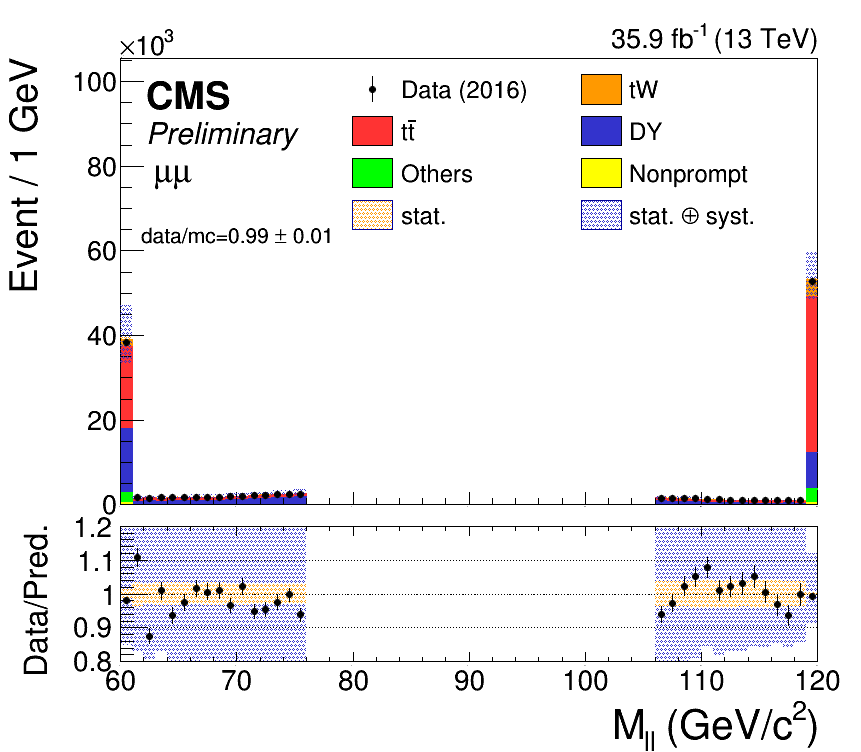 ×10³
35.9 fb⁻¹ (13 TeV)
Event / 1 GeV
100
80
60
40
20
0
CMS
Preliminary
μμ
data/mc=0.99 ± 0.01
Data (2016)
tW
tt̄
DY
Others
Nonprompt
stat.
stat. ⊕ syst.
Data/Pred.
1.2
1.1
1
0.9
0.8
60 70 80 90 100 110 120
M_ll (GeV/c²)